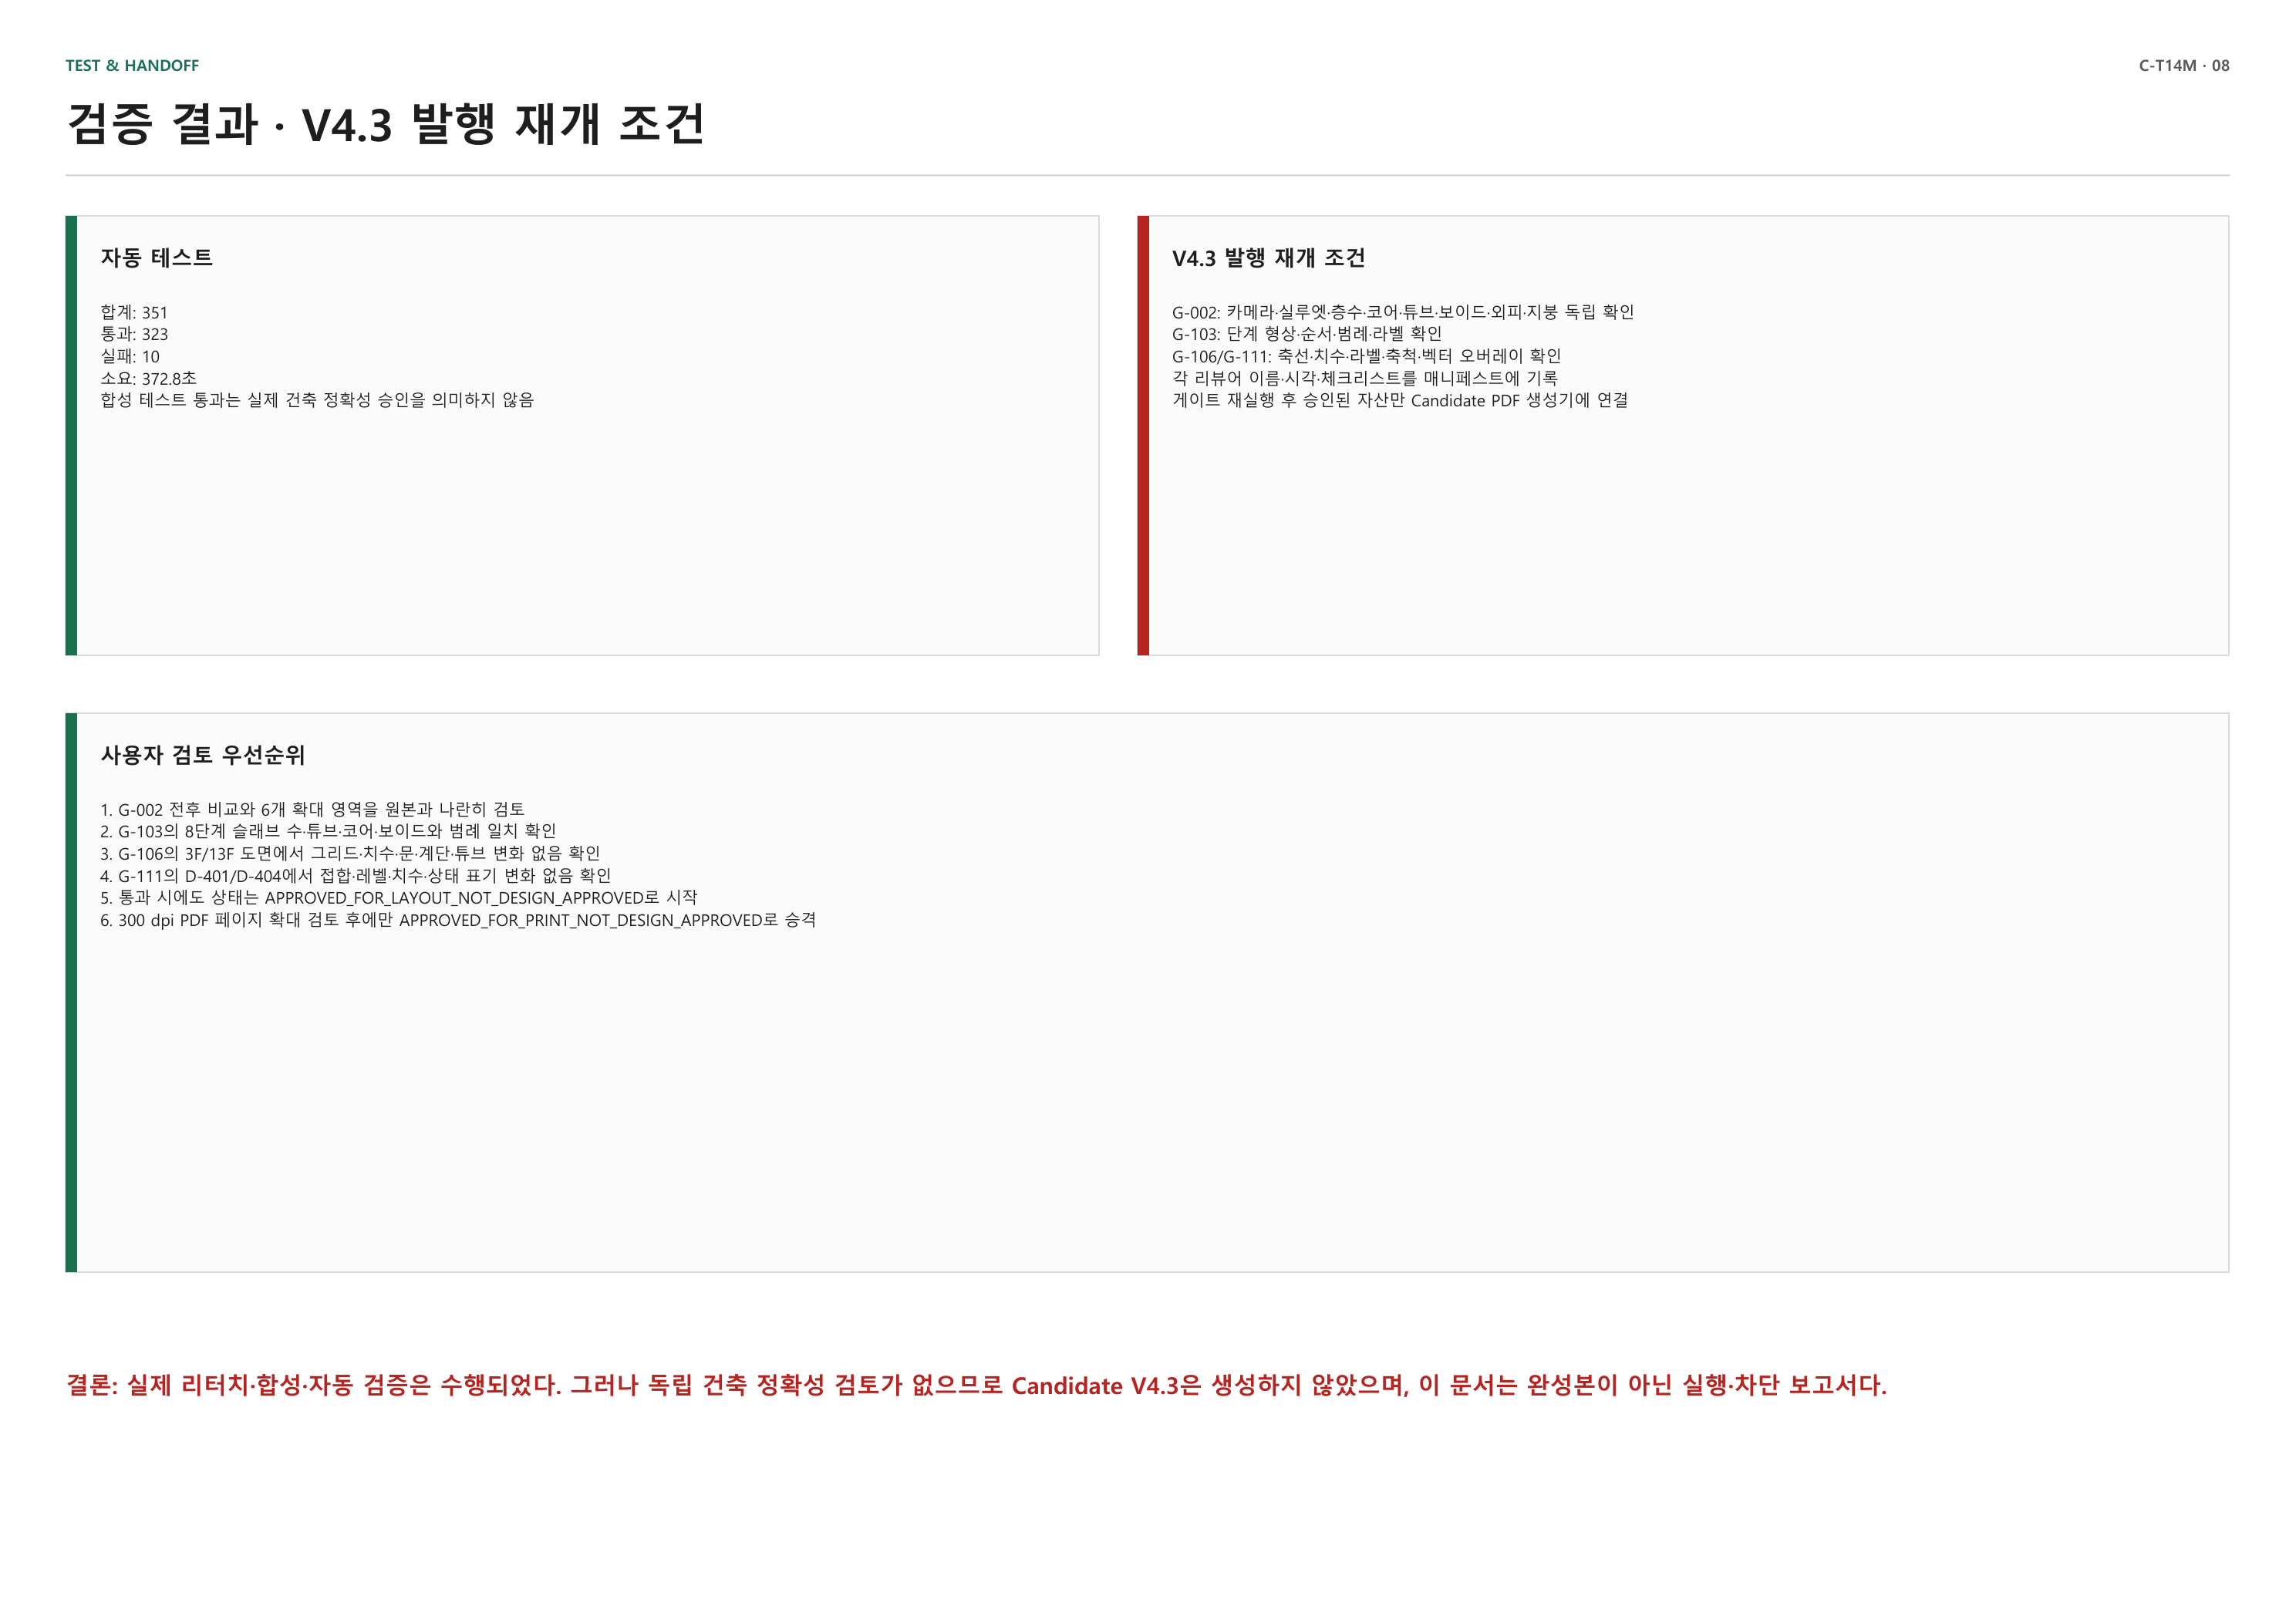 TEST & HANDOFF
C-T14M · 08
검증 결과 · V4.3 발행 재개 조건
자동 테스트
합계: 351
통과: 323
실패: 10
소요: 372.8초
합성 테스트 통과는 실제 건축 정확성 승인을 의미하지 않음
V4.3 발행 재개 조건
G-002: 카메라·실루엣·층수·코어·튜브·보이드·외피·지붕 독립 확인
G-103: 단계 형상·순서·범례·라벨 확인
G-106/G-111: 축선·치수·라벨·축척·벡터 오버레이 확인
각 리뷰어 이름·시각·체크리스트를 매니페스트에 기록
게이트 재실행 후 승인된 자산만 Candidate PDF 생성기에 연결
사용자 검토 우선순위
1. G-002 전후 비교와 6개 확대 영역을 원본과 나란히 검토
2. G-103의 8단계 슬래브 수·튜브·코어·보이드와 범례 일치 확인
3. G-106의 3F/13F 도면에서 그리드·치수·문·계단·튜브 변화 없음 확인
4. G-111의 D-401/D-404에서 접합·레벨·치수·상태 표기 변화 없음 확인
5. 통과 시에도 상태는 APPROVED_FOR_LAYOUT_NOT_DESIGN_APPROVED로 시작
6. 300 dpi PDF 페이지 확대 검토 후에만 APPROVED_FOR_PRINT_NOT_DESIGN_APPROVED로 승격
결론: 실제 리터치·합성·자동 검증은 수행되었다. 그러나 독립 건축 정확성 검토가 없으므로 Candidate V4.3은 생성하지 않았으며, 이 문서는 완성본이 아닌 실행·차단 보고서다.